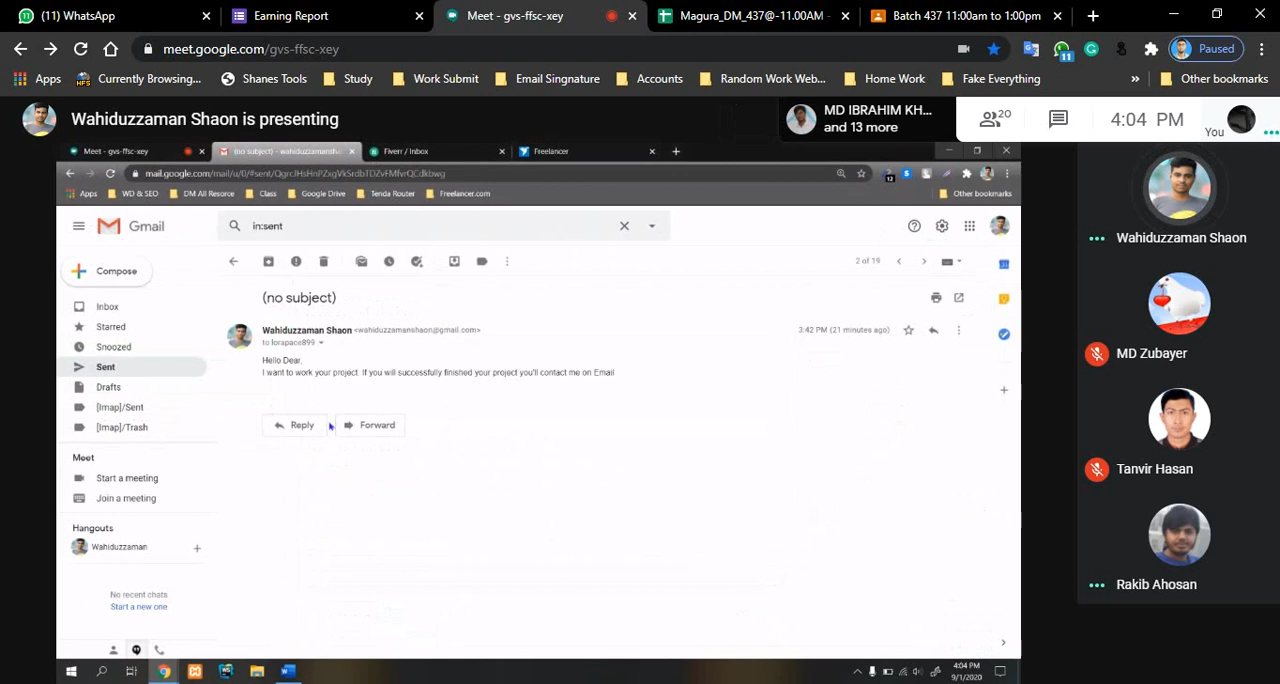 (11) WhatsApp
Earning Report
Meet - gvs-ffsc-xey
Magura_DM_437@-11.00AM -
Batch 437 11:00am to 1:00pm
meet.google.com/gvs-ffsc-xey
11
Paused
Apps
Currently Browsing...
Shanes Tools
Study
Work Submit
Email Singnature
Accounts
Random Work Web...
Home Work
Fake Everything
Other bookmarks
Wahiduzzaman Shaon is presenting
MD IBRAHIM KH...
and 13 more
20
4:04 PM
You
Meet - gvs-ffsc-xey
(no subject) - wahiduzzamansha
Fiverr / Inbox
Freelancer
Apps
WD & SEO
DM All Resorce
Class
Google Drive
Tenda Router
Freelancer.com
Other bookmarks
Gmail
in:sent
Compose
2 of 19
Inbox
Starred
Snoozed
Sent
Drafts
[Imap]/Sent
[Imap]/Trash
(no subject)
Wahiduzzaman Shaon <wahiduzzamanshaon@gmail.com>
3:42 PM (21 minutes ago)
to lorapace899
Hello Dear,
I want to work your project. If you will successfully finished your project you'll contact me on Email
Reply
Forward
Meet
Start a meeting
Join a meeting
Hangouts
Wahiduzzaman
No recent chats
Start a new one
4:04 PM
9/1/2020
Wahiduzzaman Shaon
MD Zubayer
Tanvir Hasan
Rakib Ahosan